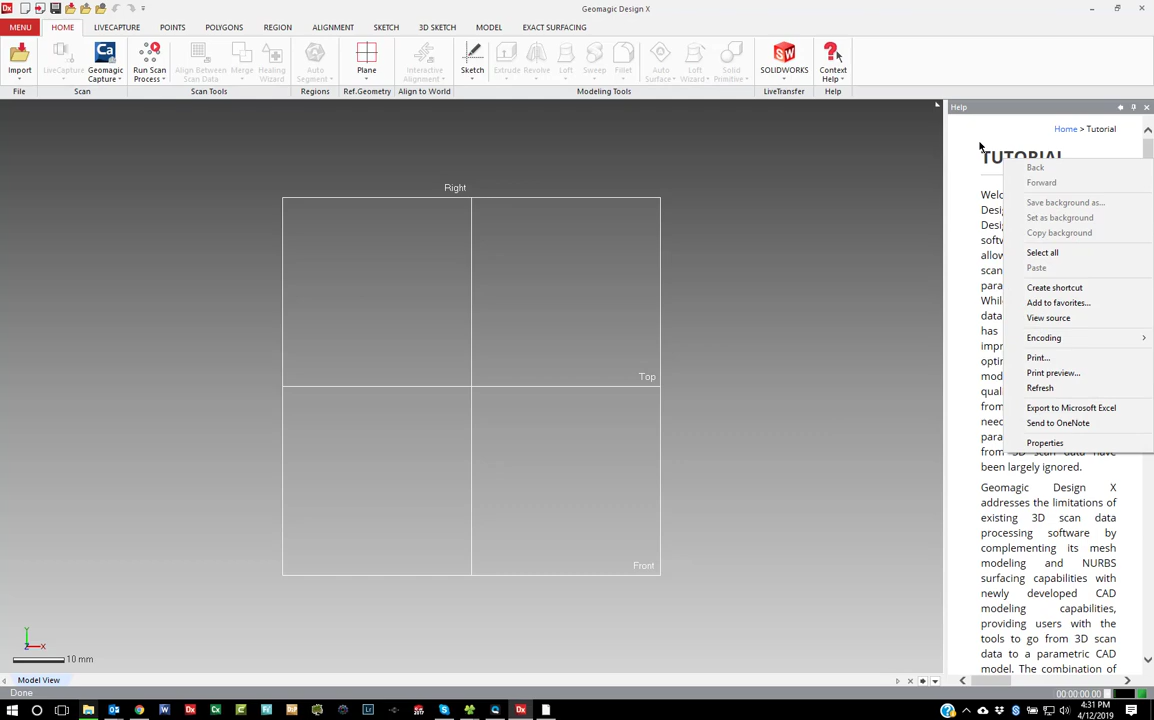 Geomagic Design X
MENU HOME LIVECAPTURE POINTS POLYGONS REGION ALIGNMENT SKETCH 3D SKETCH MODEL EXACT SURFACING
Import LiveCapture Geomagic Capture Run Scan Process Align Between Scan Data Merge Healing Wizard Auto Segment Plane Interactive Alignment Sketch Extrude Revolve Loft Sweep Fillet Auto Surface Loft Wizard Solid Primitive SOLIDWORKS Context Help
File Scan Scan Tools Regions Ref.Geometry Align to World Modeling Tools LiveTransfer Help
Help
Home > Tutorial
TUTORIAL
Back
Forward
Save background as...
Set as background
Copy background
Select all
Paste
Create shortcut
Add to favorites...
View source
Encoding
Print...
Print preview...
Refresh
Export to Microsoft Excel
Send to OneNote
Properties
been largely ignored.
Geomagic Design X
addresses the limitations of
existing 3D scan data
processing software by
complementing its mesh
modeling and NURBS
surfacing capabilities with
newly developed CAD
modeling capabilities,
providing users with the
tools to go from 3D scan
data to a parametric CAD
model. The combination of
Right
Top
Front
Y
X
10 mm
Model View
Done
00:00:00.00
4:31 PM
4/12/2019